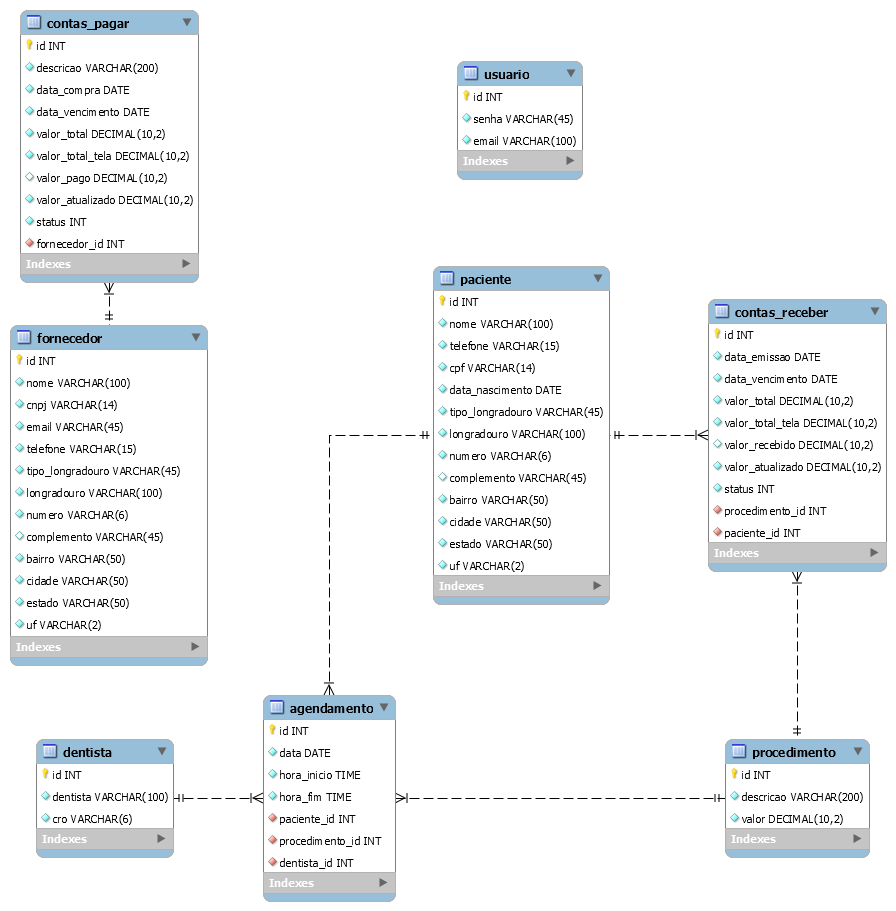 contas_pagar
id INT
descricao VARCHAR(200)
data_compra DATE
data_vencimento DATE
valor_total DECIMAL(10,2)
valor_total_tela DECIMAL(10,2)
valor_pago DECIMAL(10,2)
valor_atualizado DECIMAL(10,2)
status INT
fornecedor_id INT
Indexes
usuario
id INT
senha VARCHAR(45)
email VARCHAR(100)
Indexes
fornecedor
id INT
nome VARCHAR(100)
cnpj VARCHAR(14)
email VARCHAR(45)
telefone VARCHAR(15)
tipo_longradouro VARCHAR(45)
longradouro VARCHAR(100)
numero VARCHAR(6)
complemento VARCHAR(45)
bairro VARCHAR(50)
cidade VARCHAR(50)
estado VARCHAR(50)
uf VARCHAR(2)
Indexes
paciente
id INT
nome VARCHAR(100)
telefone VARCHAR(15)
cpf VARCHAR(14)
data_nascimento DATE
tipo_longradouro VARCHAR(45)
longradouro VARCHAR(100)
numero VARCHAR(6)
complemento VARCHAR(45)
bairro VARCHAR(50)
cidade VARCHAR(50)
estado VARCHAR(50)
uf VARCHAR(2)
Indexes
contas_receber
id INT
data_emissao DATE
data_vencimento DATE
valor_total DECIMAL(10,2)
valor_total_tela DECIMAL(10,2)
valor_recebido DECIMAL(10,2)
valor_atualizado DECIMAL(10,2)
status INT
procedimento_id INT
paciente_id INT
Indexes
dentista
id INT
dentista VARCHAR(100)
cro VARCHAR(6)
Indexes
agendamento
id INT
data DATE
hora_inicio TIME
hora_fim TIME
paciente_id INT
procedimento_id INT
dentista_id INT
Indexes
procedimento
id INT
descricao VARCHAR(200)
valor DECIMAL(10,2)
Indexes